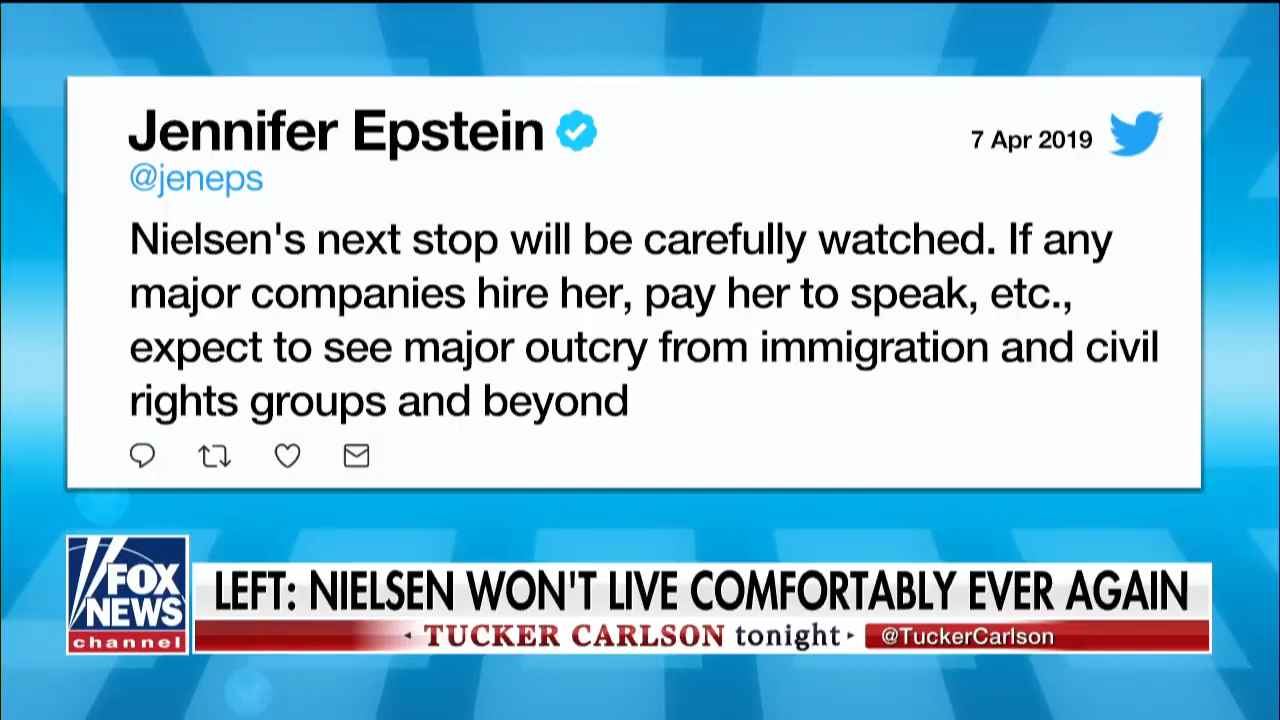 Jennifer Epstein
7 Apr 2019
@jeneps
Nielsen's next stop will be carefully watched. If any
major companies hire her, pay her to speak, etc.,
expect to see major outcry from immigration and civil
rights groups and beyond
FOX
NEWS
channel
LEFT: NIELSEN WON'T LIVE COMFORTABLY EVER AGAIN
TUCKER CARLSON tonight
@TuckerCarlson